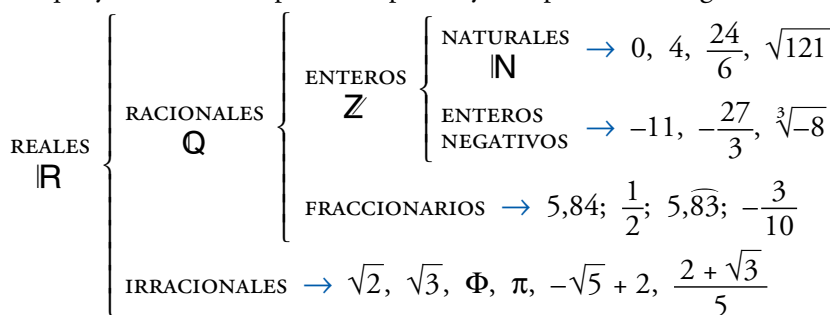 NATURALES → 0, 4, 24/6, √121
ℕ
ENTEROS
ℤ
ENTEROS
NEGATIVOS → –11, –27/3, ∛–8
RACIONALES
ℚ
REALES
ℝ
FRACCIONARIOS → 5,84; 1/2; 5,8͡3; –3/10
IRRACIONALES → √2, √3, Φ, π, –√5 + 2, (2 + √3)/5